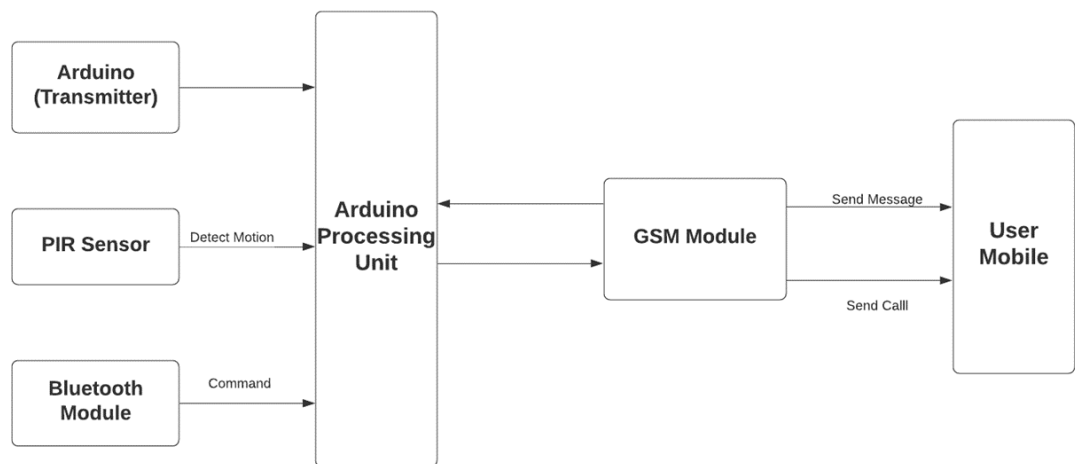 Arduino
(Transmitter)
PIR Sensor
Detect Motion
Bluetooth
Module
Command
Arduino
Processing
Unit
GSM Module
Send Message
Send Calll
User
Mobile